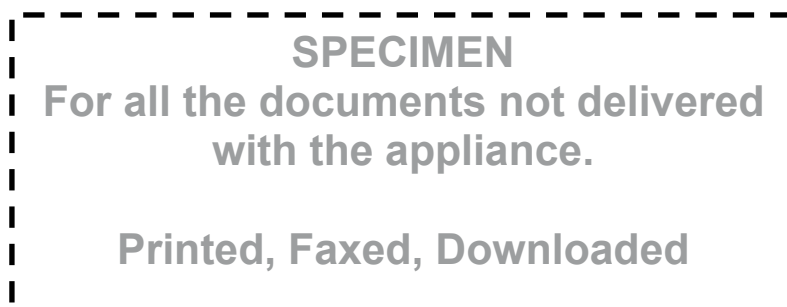 SPECIMEN
For all the documents not delivered
with the appliance.
Printed, Faxed, Downloaded